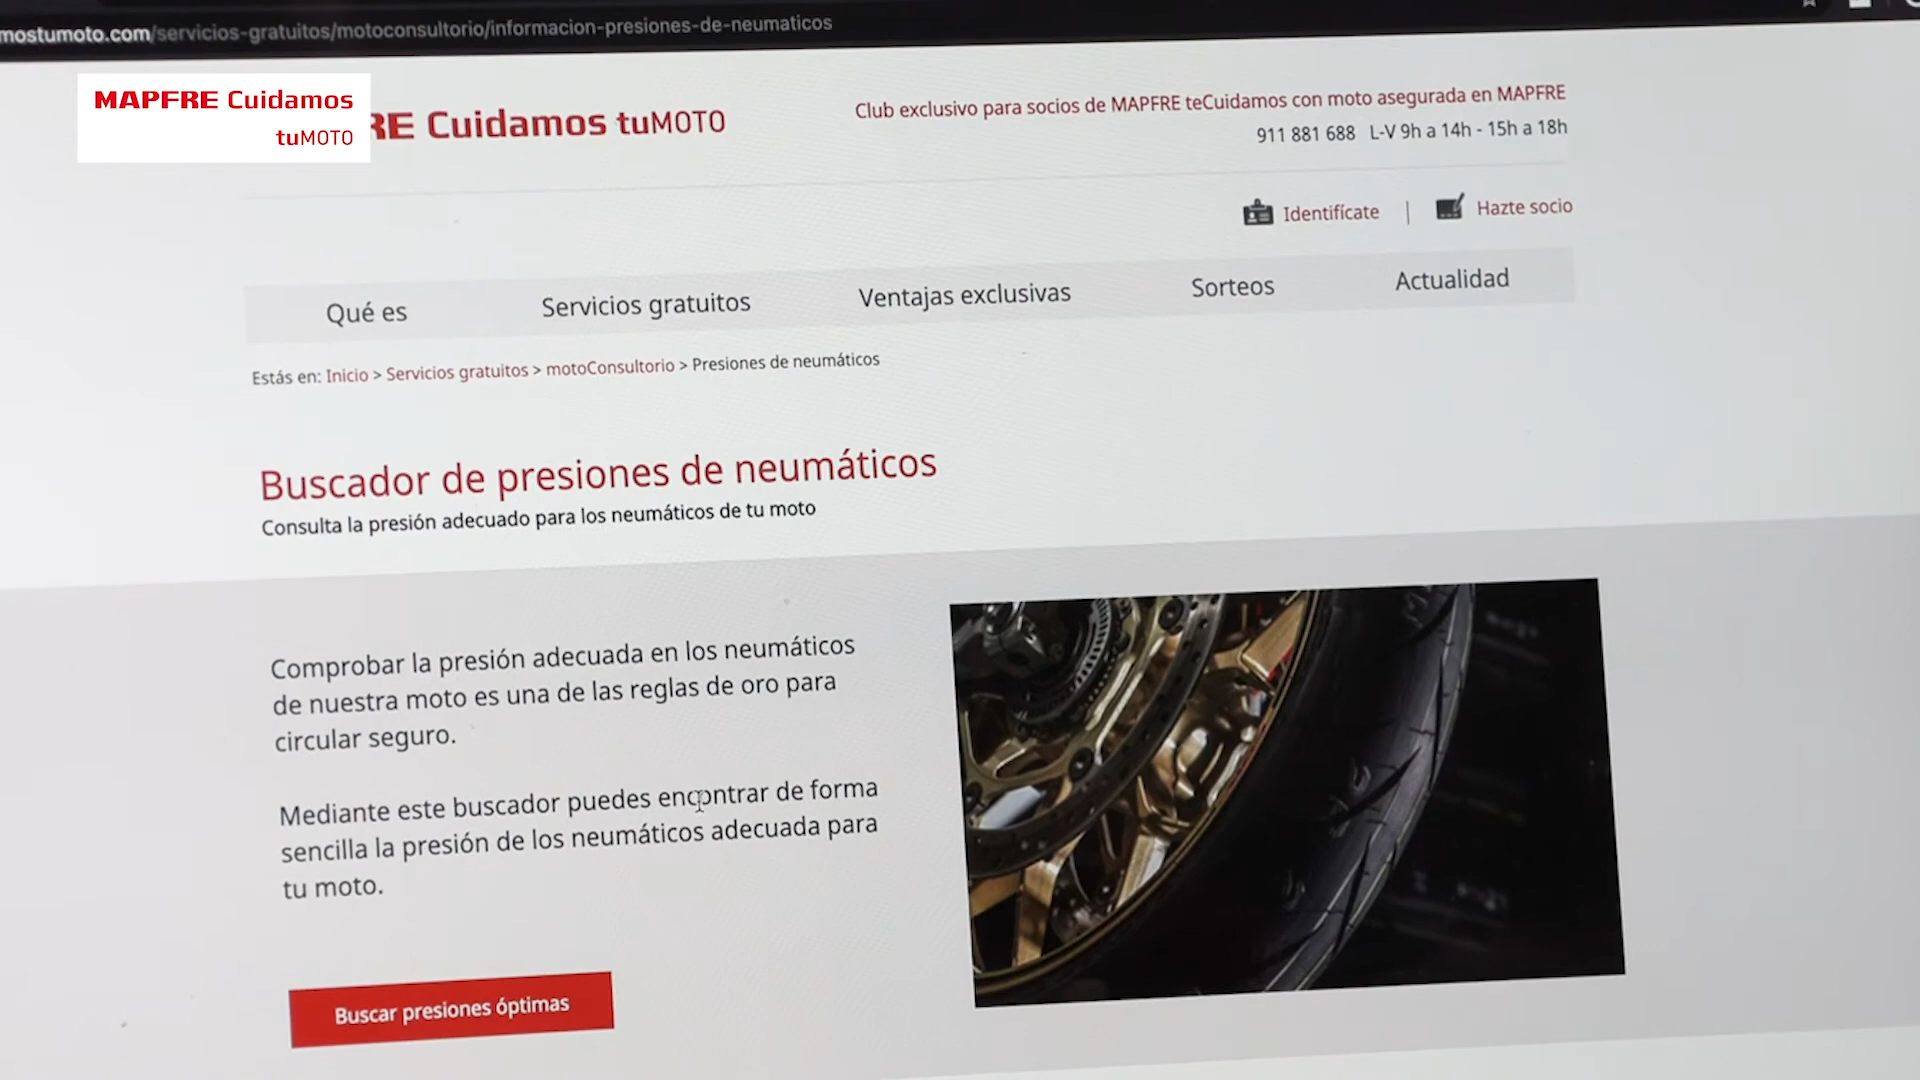 mostumoto.com/servicios-gratuitos/motoconsultorio/informacion-presiones-de-neumaticos
MAPFRE Cuidamos
tuMOTO
RE Cuidamos tuMOTO
Club exclusivo para socios de MAPFRE teCuidamos con moto asegurada en MAPFRE
911 881 688 L-V 9h a 14h - 15h a 18h
Identifícate | Hazte socio
Qué es Servicios gratuitos Ventajas exclusivas Sorteos Actualidad
Estás en: Inicio > Servicios gratuitos > motoConsultorio > Presiones de neumáticos
Buscador de presiones de neumáticos
Consulta la presión adecuado para los neumáticos de tu moto
Comprobar la presión adecuada en los neumáticos
de nuestra moto es una de las reglas de oro para
circular seguro.
Mediante este buscador puedes encontrar de forma
sencilla la presión de los neumáticos adecuada para
tu moto.
Buscar presiones óptimas